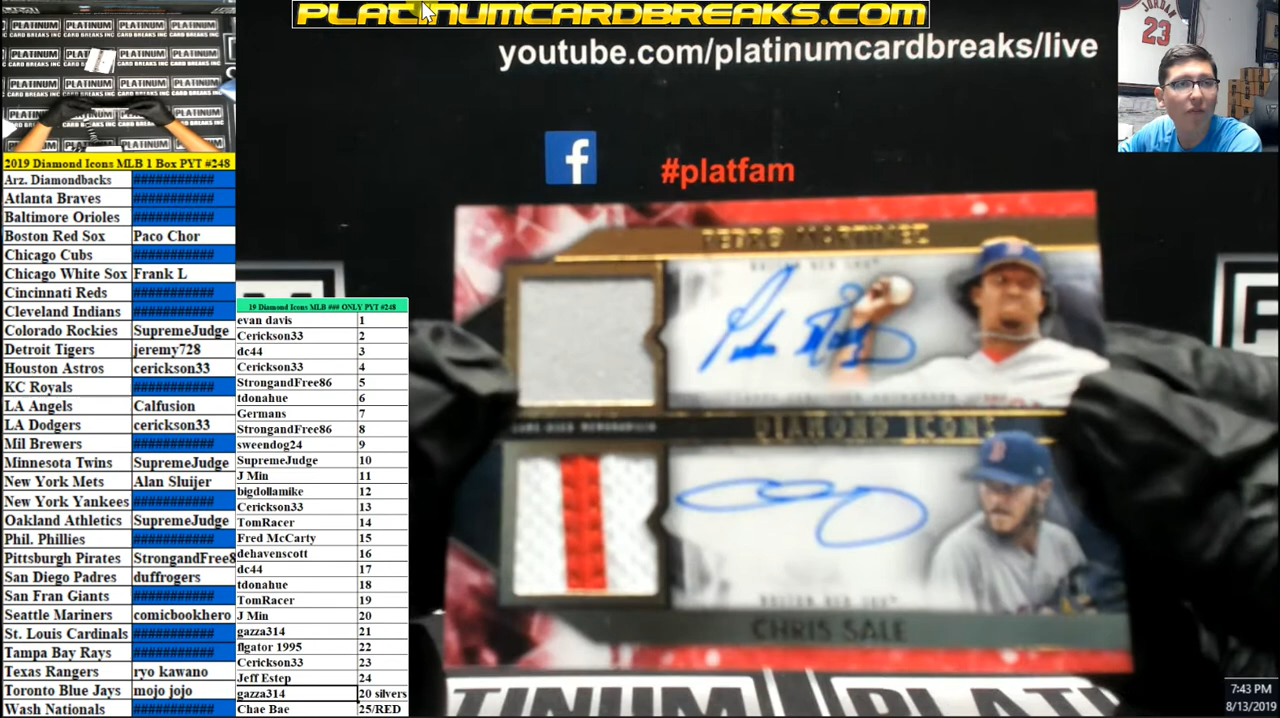 PLATINUMCARDBREAKS.COM
youtube.com/platinumcardbreaks/live
JORDAN
23
f
#platfam
2019 Diamond Icons MLB 1 Box PYT #248
Arz. Diamondbacks ###########
Atlanta Braves ###########
Baltimore Orioles ###########
Boston Red Sox Paco Chor
Chicago Cubs ###########
Chicago White Sox Frank L
Cincinnati Reds ###########
Cleveland Indians ###########
Colorado Rockies SupremeJudge
Detroit Tigers jeremy728
Houston Astros cerickson33
KC Royals ###########
LA Angels Calfusion
LA Dodgers cerickson33
Mil Brewers ###########
Minnesota Twins SupremeJudge
New York Mets Alan Sluijer
New York Yankees ###########
Oakland Athletics SupremeJudge
Phil. Phillies ###########
Pittsburgh Pirates StrongandFree8
San Diego Padres duffrogers
San Fran Giants ###########
Seattle Mariners comicbookhero
St. Louis Cardinals ###########
Tampa Bay Rays ###########
Texas Rangers ryo kawano
Toronto Blue Jays mojo jojo
Wash Nationals ###########
19 Diamond Icons MLB ### ONLY PYT #248
evan davis 1
Cerickson33 2
dc44 3
Cerickson33 4
StrongandFree86 5
tdonahue 6
Germans 7
StrongandFree86 8
sweendog24 9
SupremeJudge 10
J Min 11
bigdollamike 12
Cerickson33 13
TomRacer 14
Fred McCarty 15
dehavenscott 16
dc44 17
tdonahue 18
TomRacer 19
J Min 20
gazza314 21
flgator 1995 22
Cerickson33 23
Jeff Estep 24
gazza314 20 silvers
Chae Bae 25/RED
PEDRO MARTINEZ
DIAMOND ICONS
CHRIS SALE
TINUM PLAT
7:43 PM
8/13/2019